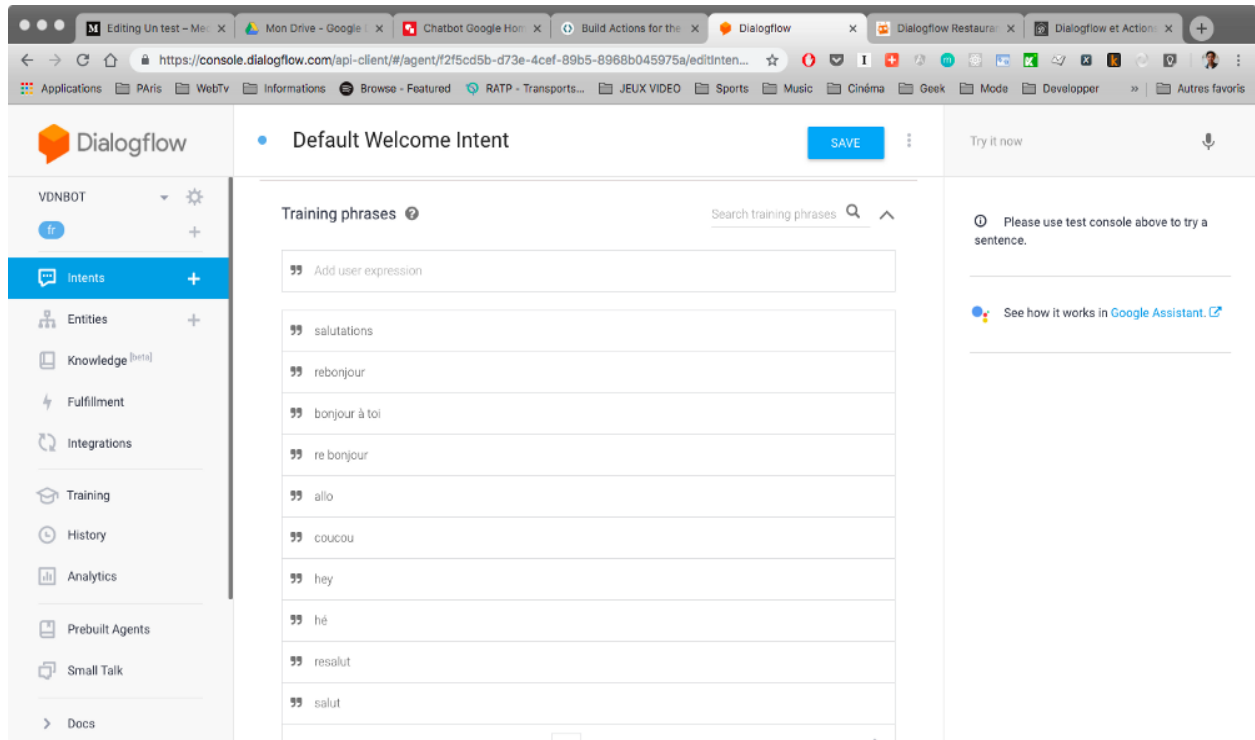 Editing Un test – Med
Mon Drive - Google
Chatbot Google Hom
Build Actions for the
Dialogflow
Dialogflow Restaura
Dialogflow et Action
https://console.dialogflow.com/api-client/#/agent/f2f5cd5b-d73e-4cef-89b5-8968b045975a/editInten...
Applications PAris WebTv Informations Browse - Featured RATP - Transports... JEUX VIDEO Sports Music Cinéma Geek Mode Developper » Autres favoris
Dialogflow
Default Welcome Intent
SAVE
Try it now
VDNBOT
fr
Intents
Entities
Knowledge [beta]
Fulfillment
Integrations
Training
History
Analytics
Prebuilt Agents
Small Talk
Docs
Training phrases
Search training phrases
Add user expression
salutations
rebonjour
bonjour à toi
re bonjour
allo
coucou
hey
hé
resalut
salut
Please use test console above to try a
sentence.
See how it works in Google Assistant.